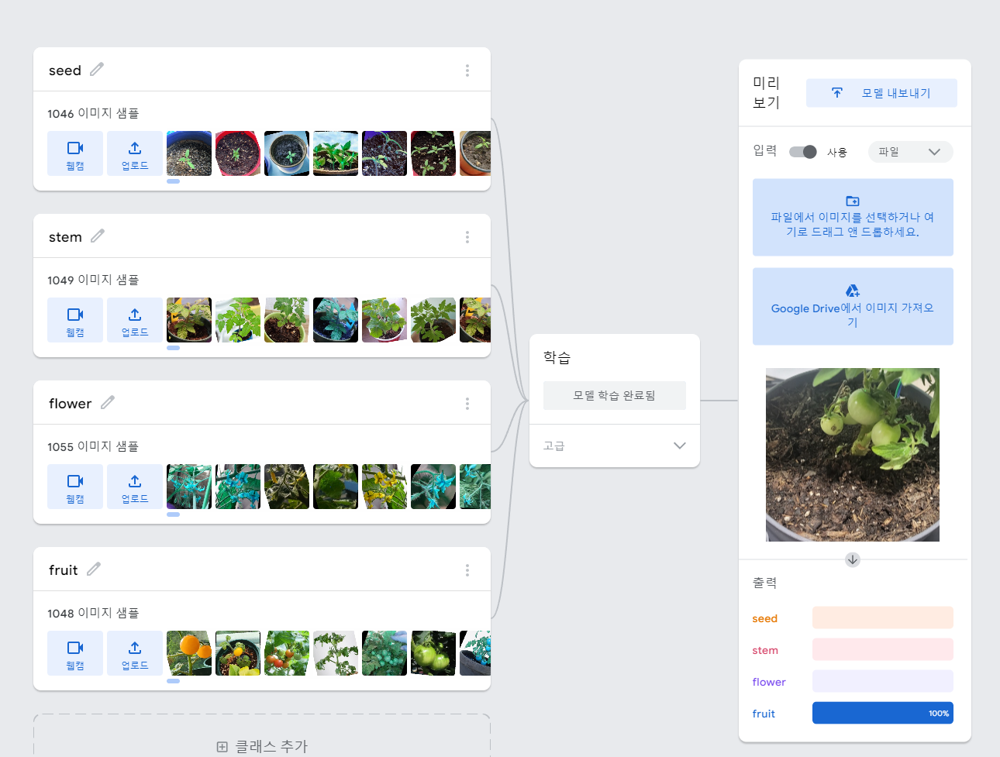 seed
1046 이미지 샘플
웹캠
업로드
stem
1049 이미지 샘플
웹캠
업로드
flower
1055 이미지 샘플
웹캠
업로드
fruit
1048 이미지 샘플
웹캠
업로드
클래스 추가
학습
모델 학습 완료됨
고급
미리
보기
모델 내보내기
입력
사용
파일
파일에서 이미지를 선택하거나 여
기로 드래그 앤 드롭하세요.
Google Drive에서 이미지 가져오
기
출력
seed
stem
flower
fruit
100%